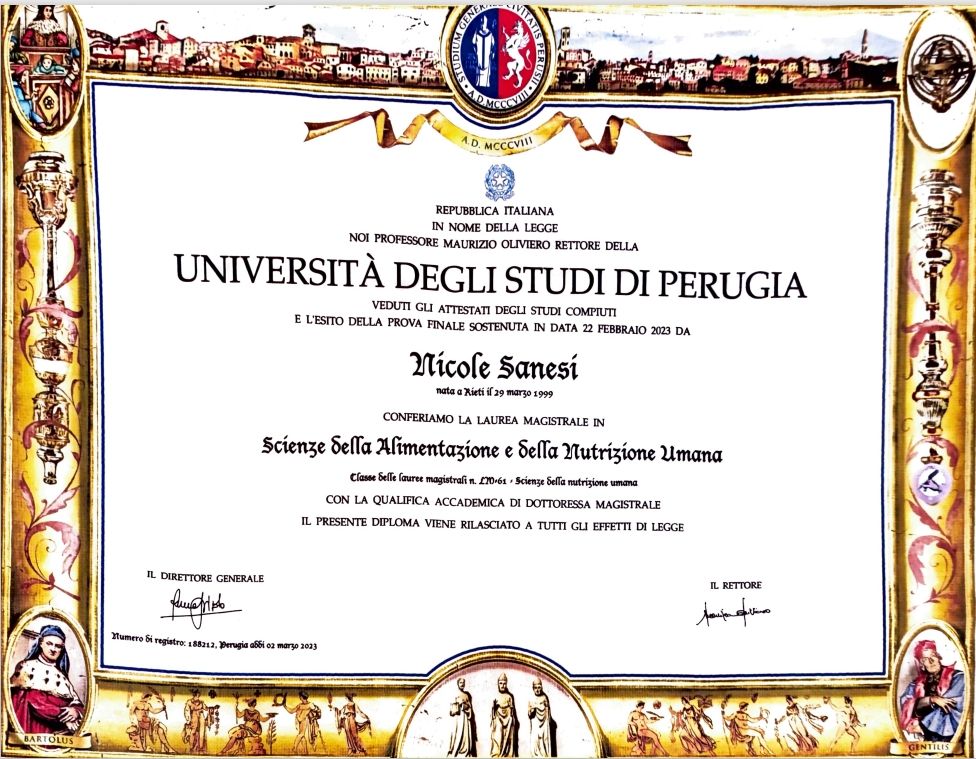 STUDIUM GENERALE CIVITATIS PERUSII
A.D. MCCCVIII
A.D. MCCCVIII
REPUBBLICA ITALIANA
IN NOME DELLA LEGGE
NOI PROFESSORE MAURIZIO OLIVIERO RETTORE DELLA
UNIVERSITÀ DEGLI STUDI DI PERUGIA
VEDUTI GLI ATTESTATI DEGLI STUDI COMPIUTI
E L'ESITO DELLA PROVA FINALE SOSTENUTA IN DATA 22 FEBBRAIO 2023 DA
Nicole Sanesi
nata a Rieti il 29 marzo 1999
CONFERIAMO LA LAUREA MAGISTRALE IN
Scienze della Alimentazione e della Nutrizione Umana
Classe delle lauree magistrali n. LM-61 - Scienze della nutrizione umana
CON LA QUALIFICA ACCADEMICA DI DOTTORESSA MAGISTRALE
IL PRESENTE DIPLOMA VIENE RILASCIATO A TUTTI GLI EFFETTI DI LEGGE
IL DIRETTORE GENERALE
IL RETTORE
Numero di registro: 188212, Perugia addì 02 marzo 2023
BARTOLUS
GENTILIS